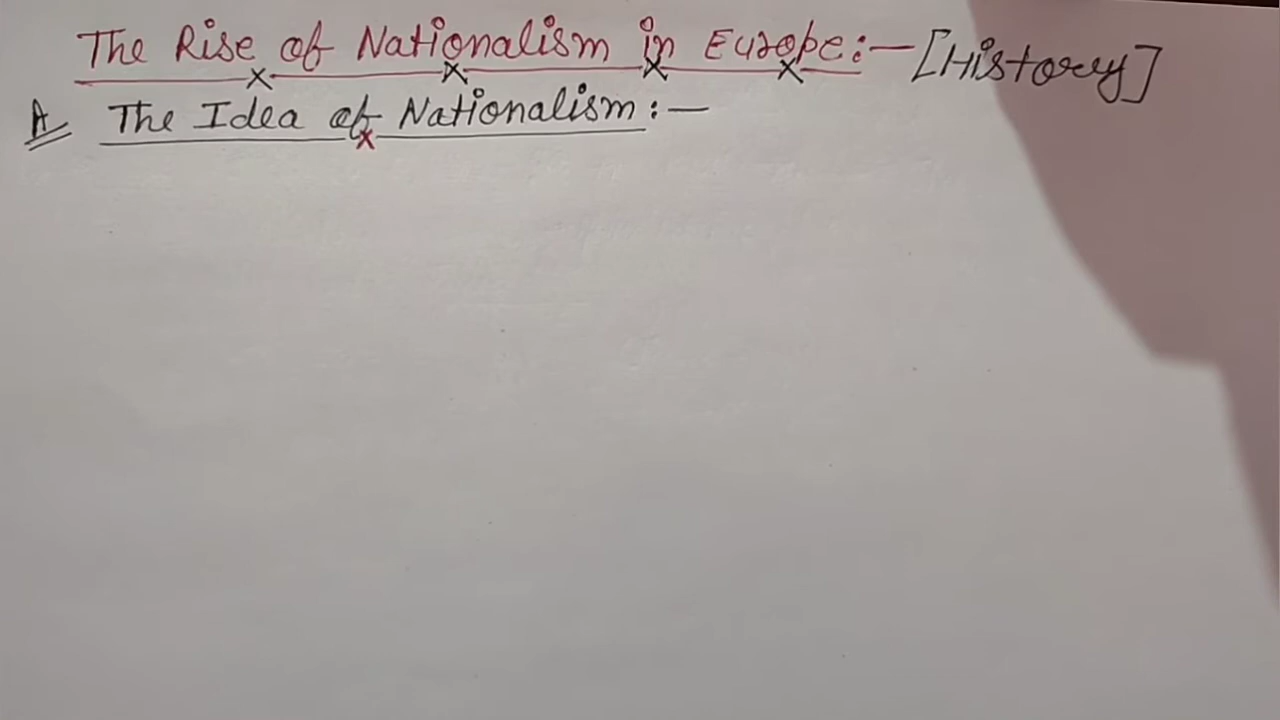 The Rise of Nationalism in Europe:- [History]
A The Idea of Nationalism:-